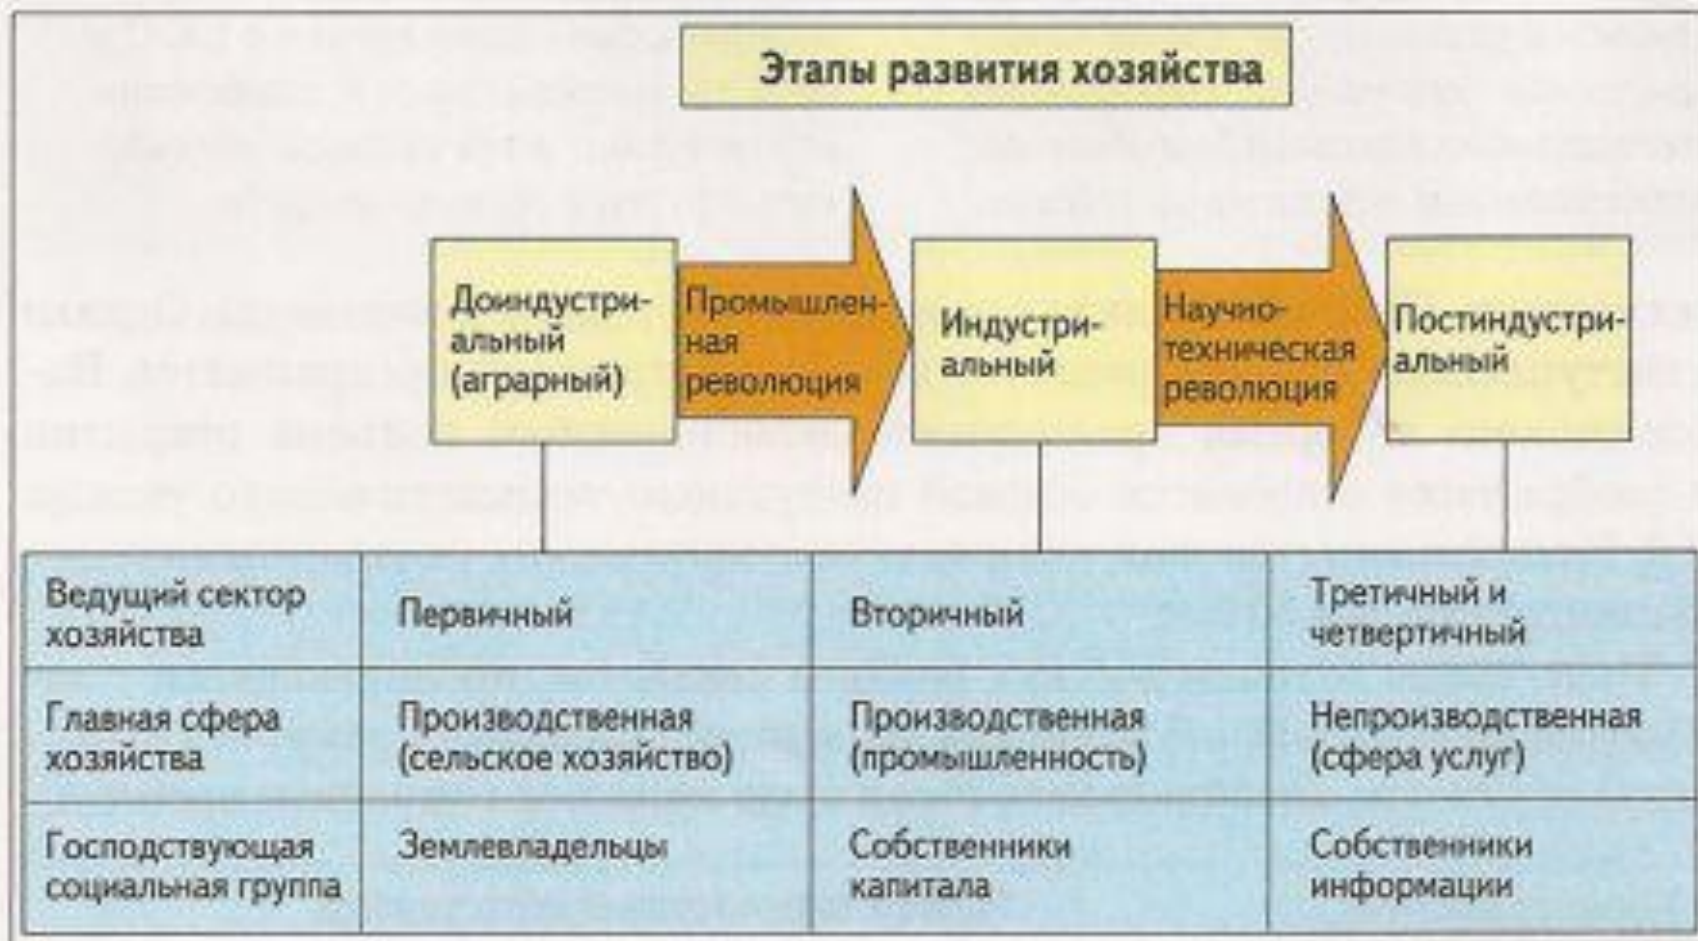 Этапы развития хозяйства
Доиндустри-
альный
(аграрный)
Промышлен-
ная
революция
Индустри-
альный
Научно-
техническая
революция
Постиндустри-
альный
Ведущий сектор
хозяйства
Первичный
Вторичный
Третичный и
четвертичный
Главная сфера
хозяйства
Производственная
(сельское хозяйство)
Производственная
(промышленность)
Непроизводственная
(сфера услуг)
Господствующая
социальная группа
Землевладельцы
Собственники
капитала
Собственники
информации